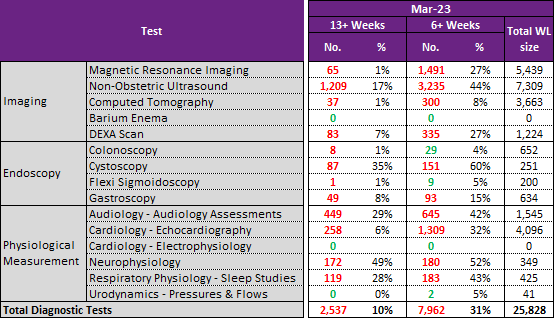 Test Mar-23
13+ Weeks 6+ Weeks Total WL size
No. % No. %
Imaging
Magnetic Resonance Imaging 65 1% 1,491 27% 5,439
Non-Obstetric Ultrasound 1,209 17% 3,235 44% 7,309
Computed Tomography 37 1% 300 8% 3,663
Barium Enema 0 0 0
DEXA Scan 83 7% 335 27% 1,224
Endoscopy
Colonoscopy 8 1% 29 4% 652
Cystoscopy 87 35% 151 60% 251
Flexi Sigmoidoscopy 1 1% 9 5% 200
Gastroscopy 49 8% 93 15% 634
Physiological Measurement
Audiology - Audiology Assessments 449 29% 645 42% 1,545
Cardiology - Echocardiography 258 6% 1,309 32% 4,096
Cardiology - Electrophysiology 0 0 0
Neurophysiology 172 49% 180 52% 349
Respiratory Physiology - Sleep Studies 119 28% 183 43% 425
Urodynamics - Pressures & Flows 0 0% 2 5% 41
Total Diagnostic Tests 2,537 10% 7,962 31% 25,828